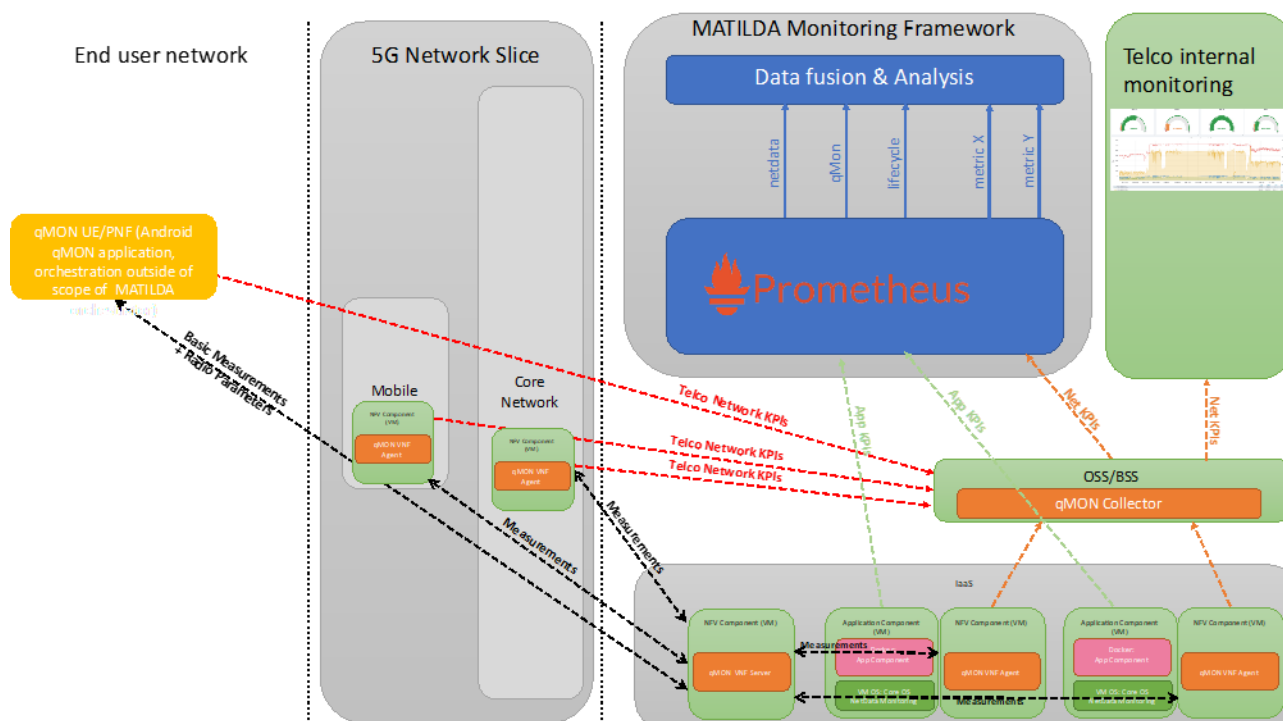 End user network
5G Network Slice
MATILDA Monitoring Framework
Data fusion & Analysis
Telco internal
monitoring
netdata
qMon
lifecycle
metric X
metric Y
Prometheus
qMON UE/PNF (Android
qMON application,
orchestration outside of
scope of MATILDA
Basic Measurements
+ Radio Parameters
Mobile
NFV Component
(VM)
qMON VNF
Agent
Core
Network
NFV Component
(VM)
qMON VNF
Agent
Telco Network KPIs
Telco Network KPIs
Telco Network KPIs
App KPIs
App KPIs
Net KPIs
Net KPIs
OSS/BSS
qMON Collector
Measurements
Measurements
IaaS
NFV Component (VM)
qMON VNF Server
Measurements
Application Component
(VM)
Docker:
App Component
VM OS: Core OS
NetData Monitoring
NFV Component (VM)
qMON VNF Agent
Measurements
Application Component
(VM)
Docker:
App Component
VM OS: Core OS
NetData Monitoring
NFV Component (VM)
qMON VNF Agent